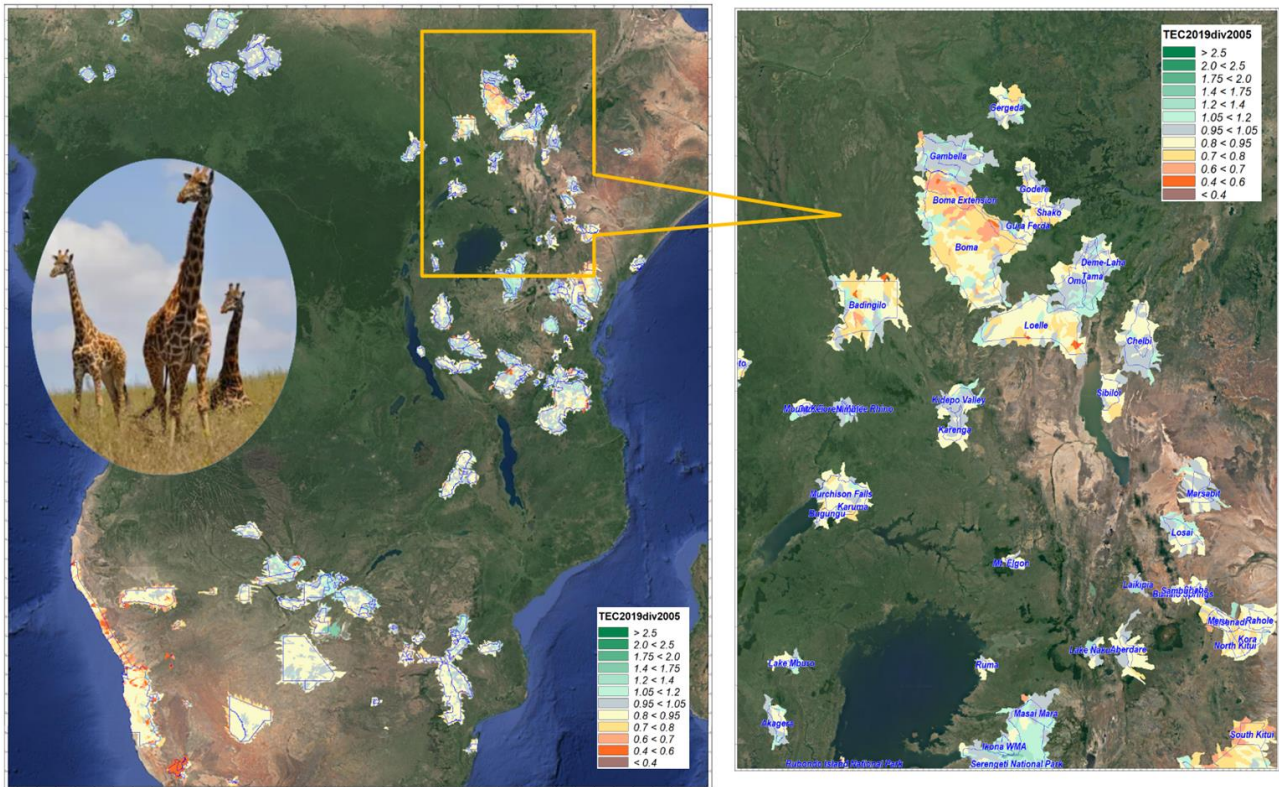 TEC2019div2005
> 2.5
2.0 < 2.5
1.75 < 2.0
1.4 < 1.75
1.2 < 1.4
1.05 < 1.2
0.95 < 1.05
0.8 < 0.95
0.7 < 0.8
0.6 < 0.7
0.4 < 0.6
< 0.4
TEC2019div2005
> 2.5
2.0 < 2.5
1.75 < 2.0
1.4 < 1.75
1.2 < 1.4
1.05 < 1.2
0.95 < 1.05
0.8 < 0.95
0.7 < 0.8
0.6 < 0.7
0.4 < 0.6
< 0.4
Gergeda
Gambella
Godere
Boma Extension
Shako
Gura Ferda
Boma
Deme-Laha
Tama
Omo
Badingilo
Loelle
Chelbi
Sibiloi
Kidepo Valley
Karenga
Murchison Falls
Karuma
Bagungu
Marsabit
Losai
Mt. Elgon
Laikipia
Rahole
Kora
North Kitui
Aberdare
Lake Mburo
Ruma
Akagera
Masai Mara
Ikona WMA
Serengeti National Park
Rubondo Island National Park
South Kitui